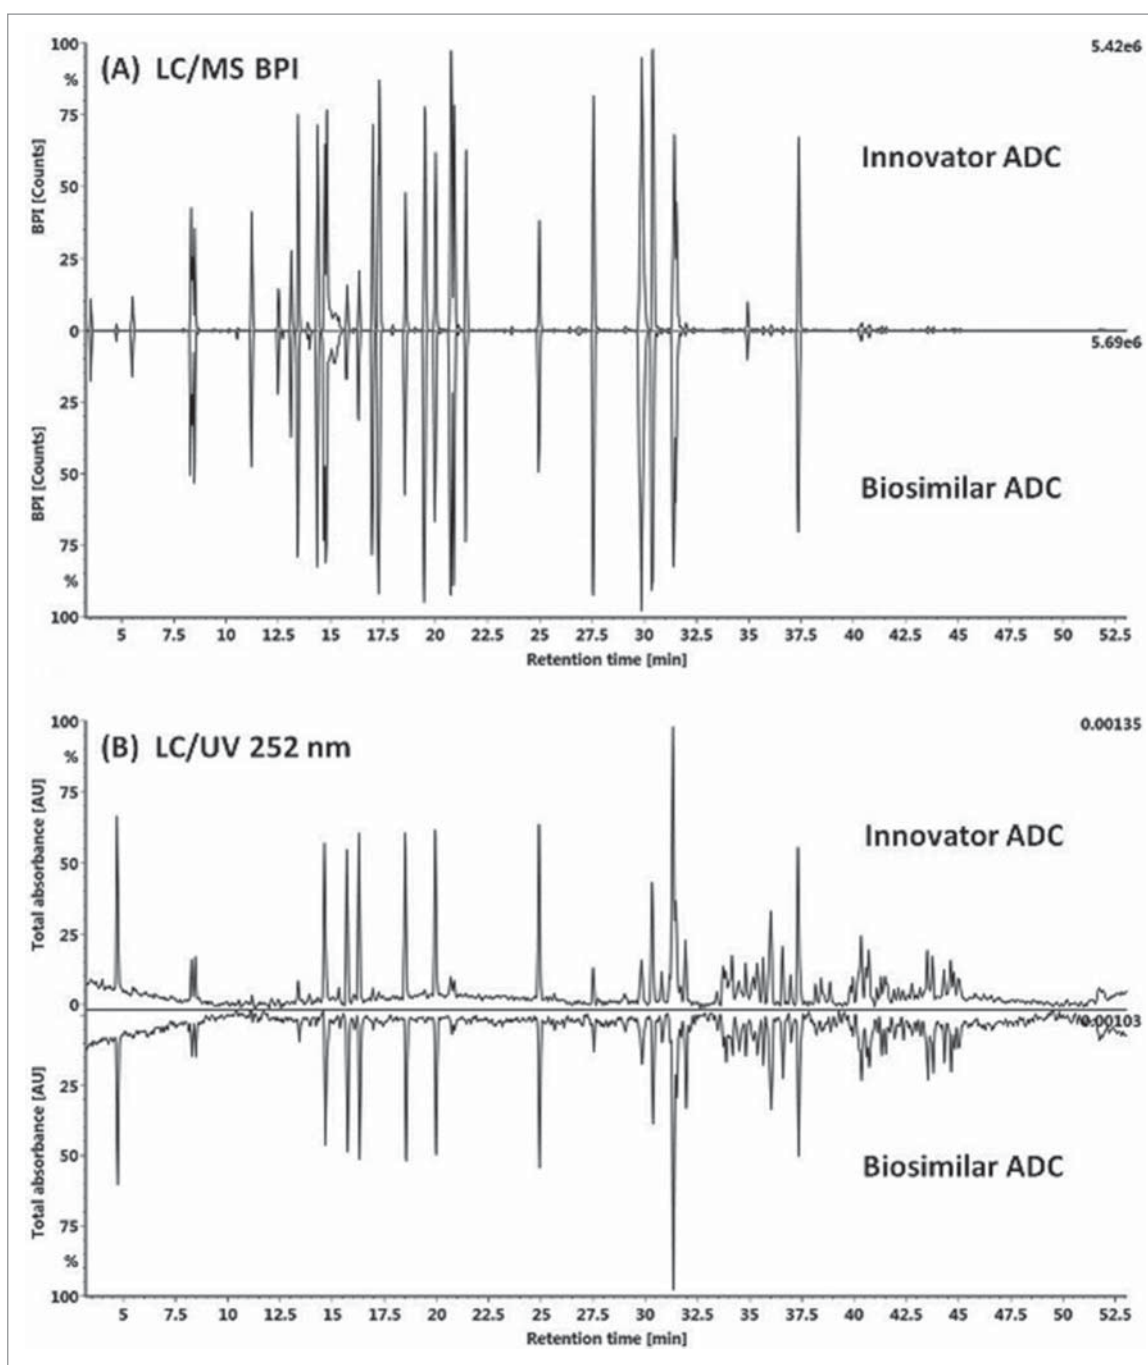 (A) LC/MS BPI
5.42e6
100
%
75
50
25
0
BPI [Counts]
Innovator ADC
5.69e6
25
50
75
%
100
BPI [Counts]
Biosimilar ADC
5 7.5 10 12.5 15 17.5 20 22.5 25 27.5 30 32.5 35 37.5 40 42.5 45 47.5 50 52.5
Retention time [min]
(B) LC/UV 252 nm
0.00135
100
%
75
50
25
0
Total absorbance [AU]
Innovator ADC
0.00103
25
50
75
%
100
Total absorbance [AU]
Biosimilar ADC
5 7.5 10 12.5 15 17.5 20 22.5 25 27.5 30 32.5 35 37.5 40 42.5 45 47.5 50 52.5
Retention time [min]